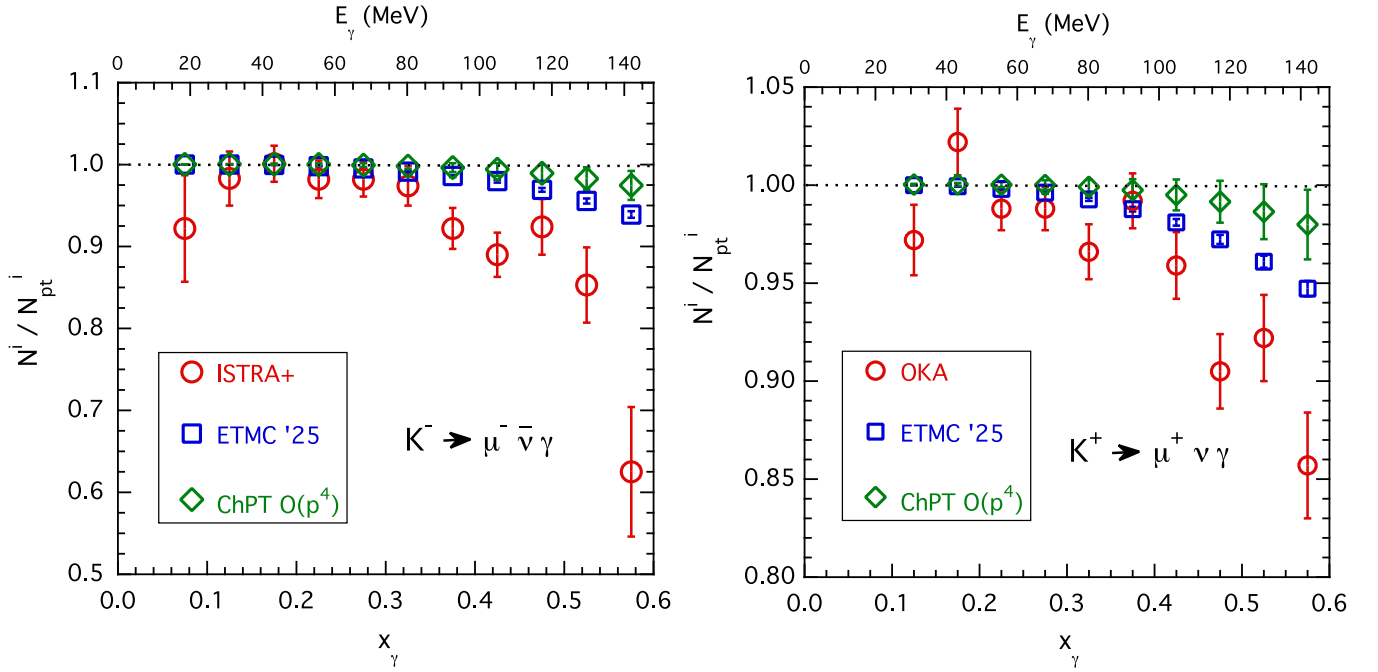 E_γ (MeV)
0 20 40 60 80 100 120 140
1.1
1.0
0.9
0.8
0.7
0.6
0.5
N^i / N_pt^i
ISTRA+
ETMC '25
ChPT O(p^4)
K^- → μ^- ν̄ γ
0.0 0.1 0.2 0.3 0.4 0.5 0.6
x_γ
E_γ (MeV)
0 20 40 60 80 100 120 140
1.05
1.00
0.95
0.90
0.85
0.80
N^i / N_pt^i
OKA
ETMC '25
ChPT O(p^4)
K^+ → μ^+ ν γ
0.0 0.1 0.2 0.3 0.4 0.5 0.6
x_γ